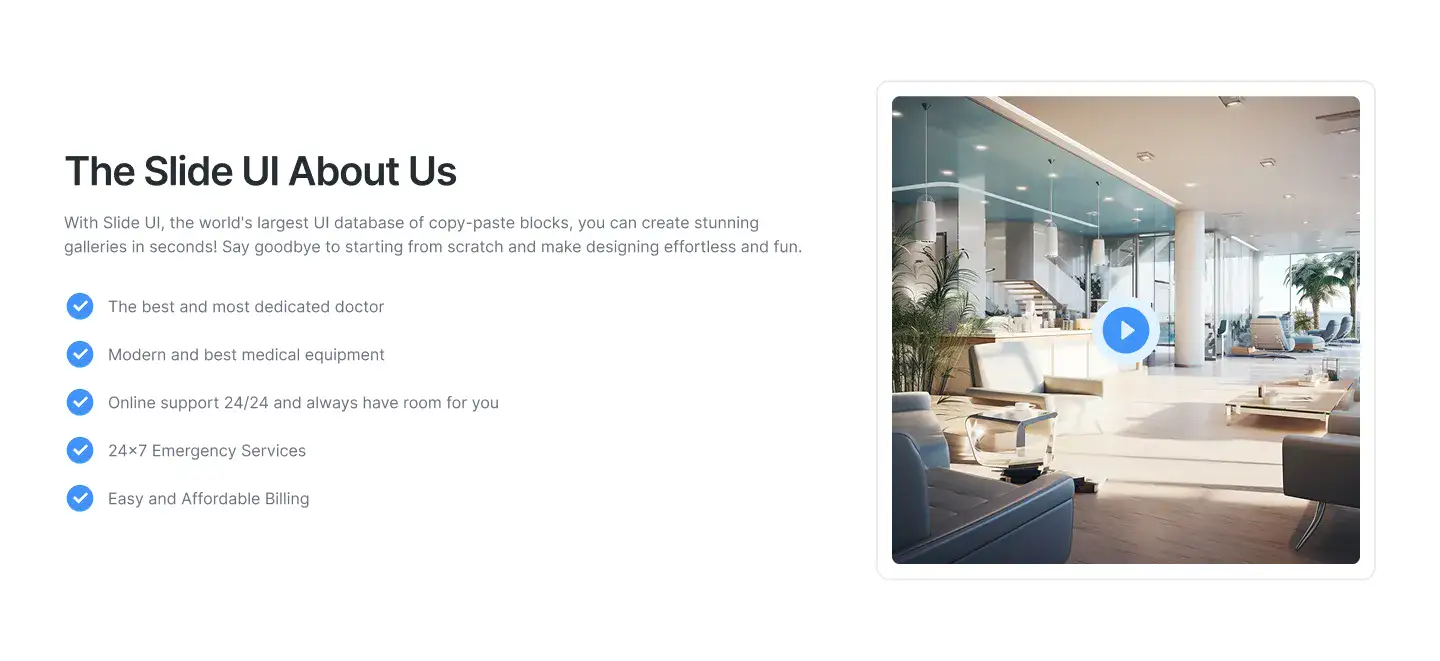 The Slide UI About Us
With Slide UI, the world's largest UI database of copy-paste blocks, you can create stunning
galleries in seconds! Say goodbye to starting from scratch and make designing effortless and fun.
The best and most dedicated doctor
Modern and best medical equipment
Online support 24/24 and always have room for you
24×7 Emergency Services
Easy and Affordable Billing